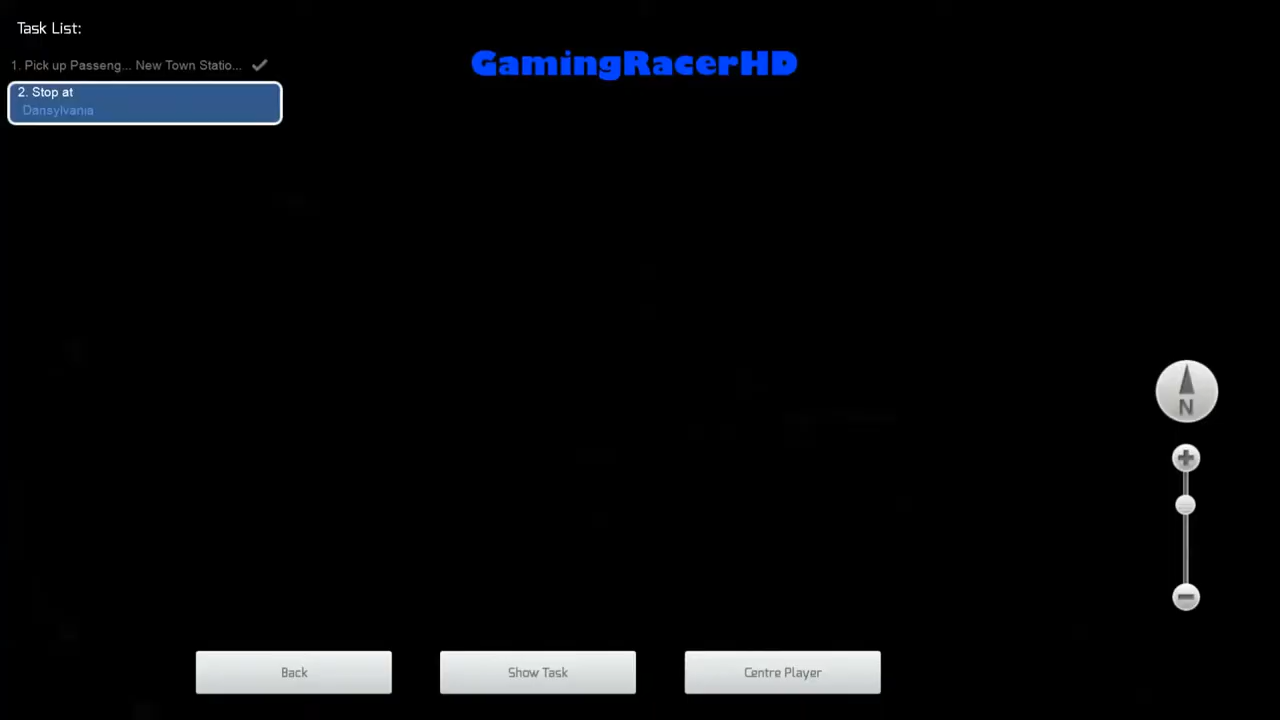 Task List:
GamingRacerHD
1. Pick up Passeng... New Town Statio...
2. Stop at
Dansylvania
N
Back
Show Task
Centre Player